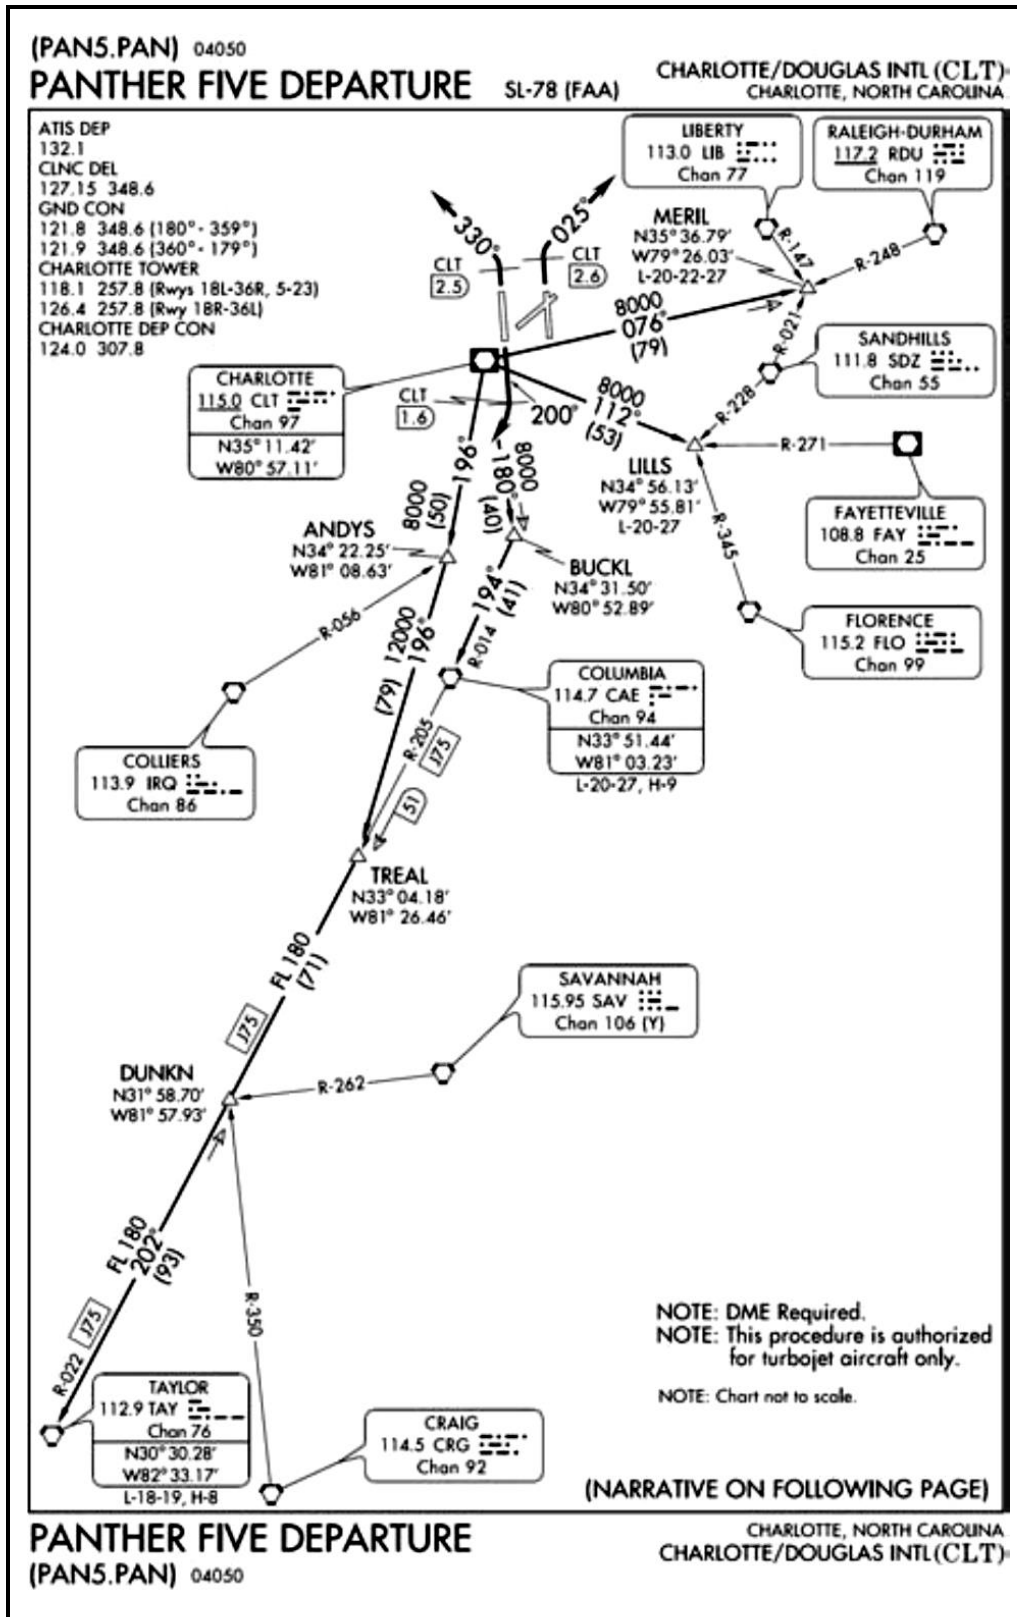 (PAN5.PAN) 04050
PANTHER FIVE DEPARTURE
SL-78 (FAA)
CHARLOTTE/DOUGLAS INTL (CLT)
CHARLOTTE, NORTH CAROLINA
ATIS DEP
132.1
CLNC DEL
127.15 348.6
GND CON
121.8 348.6 (180°- 359°)
121.9 348.6 (360°- 179°)
CHARLOTTE TOWER
118.1 257.8 (Rwys 18L-36R, 5-23)
126.4 257.8 (Rwy 18R-36L)
CHARLOTTE DEP CON
124.0 307.8
LIBERTY
113.0 LIB
Chan 77
RALEIGH-DURHAM
117.2 RDU
Chan 119
330°
025°
CLT
2.5
CLT
2.6
MERIL
N35° 36.79'
W79° 26.03'
L-20-22-27
R-147
R-248
8000
076°
(79)
R-021
SANDHILLS
111.8 SDZ
Chan 55
CHARLOTTE
115.0 CLT
Chan 97
N35° 11.42'
W80° 57.11'
CLT
1.6
200°
8000
112°
(53)
R-228
R-271
LILLS
N34° 56.13'
W79° 55.81'
L-20-27
FAYETTEVILLE
108.8 FAY
Chan 25
196°
8000
(50)
8000
180°
(40)
ANDYS
N34° 22.25'
W81° 08.63'
BUCKL
N34° 31.50'
W80° 52.89'
R-345
FLORENCE
115.2 FLO
Chan 99
R-056
194°
(41)
R-014
12000
196°
(79)
COLUMBIA
114.7 CAE
Chan 94
N33° 51.44'
W81° 03.23'
L-20-27, H-9
R-205
J75
51
COLLIERS
113.9 IRQ
Chan 86
TREAL
N33° 04.18'
W81° 26.46'
FL 180
(71)
J75
SAVANNAH
115.95 SAV
Chan 106 (Y)
DUNKN
N31° 58.70'
W81° 57.93'
R-262
FL 180
202°
(93)
R-350
J75
R-022
NOTE: DME Required.
NOTE: This procedure is authorized
for turbojet aircraft only.
NOTE: Chart not to scale.
TAYLOR
112.9 TAY
Chan 76
N30° 30.28'
W82° 33.17'
L-18-19, H-8
CRAIG
114.5 CRG
Chan 92
(NARRATIVE ON FOLLOWING PAGE)
PANTHER FIVE DEPARTURE
(PAN5.PAN) 04050
CHARLOTTE, NORTH CAROLINA
CHARLOTTE/DOUGLAS INTL (CLT)